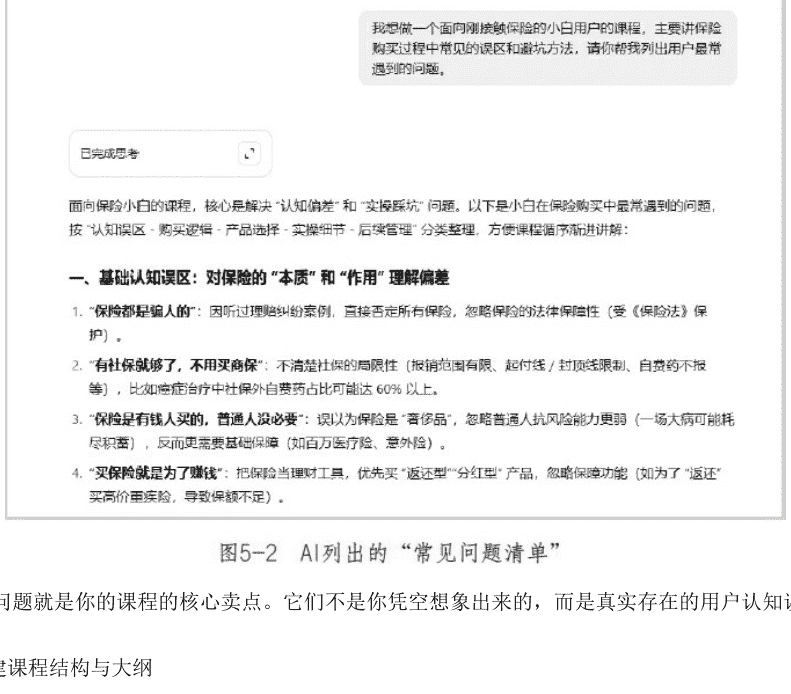 我想做一个面向刚接触保险的小白用户的课程，主要讲保险
购买过程中常见的误区和避坑方法，请你帮我列出用户最常
遇到的问题。
已完成思考
面向保险小白的课程，核心是解决 “认知偏差” 和 “实操踩坑” 问题。以下是小白在保险购买中最常遇到的问题，
按 “认知误区 - 购买逻辑 - 产品选择 - 实操细节 - 后续管理” 分类整理，方便课程循序渐进讲解：
一、基础认知误区：对保险的 “本质” 和 “作用” 理解偏差
1. “保险都是骗人的”：因听过理赔纠纷案例，直接否定所有保险，忽略保险的法律保障性（受《保险法》保
护）。
2. “有社保就够了，不用买商保”：不清楚社保的局限性（报销范围有限、起付线 / 封顶线限制、自费药不报
等），比如癌症治疗中社保外自费药占比可能达 60% 以上。
3. “保险是有钱人买的，普通人没必要”：误以为保险是 “奢侈品”，忽略普通人抗风险能力更弱（一场大病可能耗
尽积蓄），反而更需要基础保障（如百万医疗险、意外险）。
4. “买保险就是为了赚钱”：把保险当理财工具，优先买 “返还型”“分红型” 产品，忽略保障功能（如为了 “返还”
买高价重疾险，导致保额不足）。
图5-2 AI列出的“常见问题清单”
问题就是你的课程的核心卖点。它们不是你凭空想象出来的，而是真实存在的用户认知
课程结构与大纲